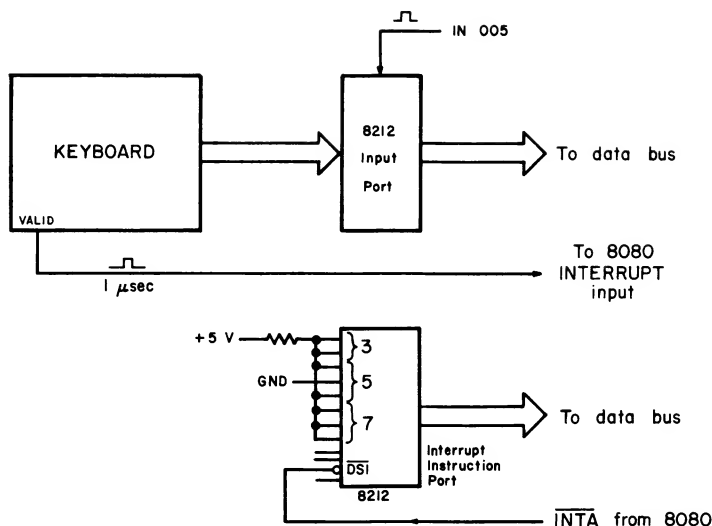 IN 005
KEYBOARD
VALID
8212
Input
Port
To data bus
1 μsec
To 8080
INTERRUPT
input
+5 V
3
GND
5
7
DS1
8212
Interrupt
Instruction
Port
To data bus
INTA from 8080